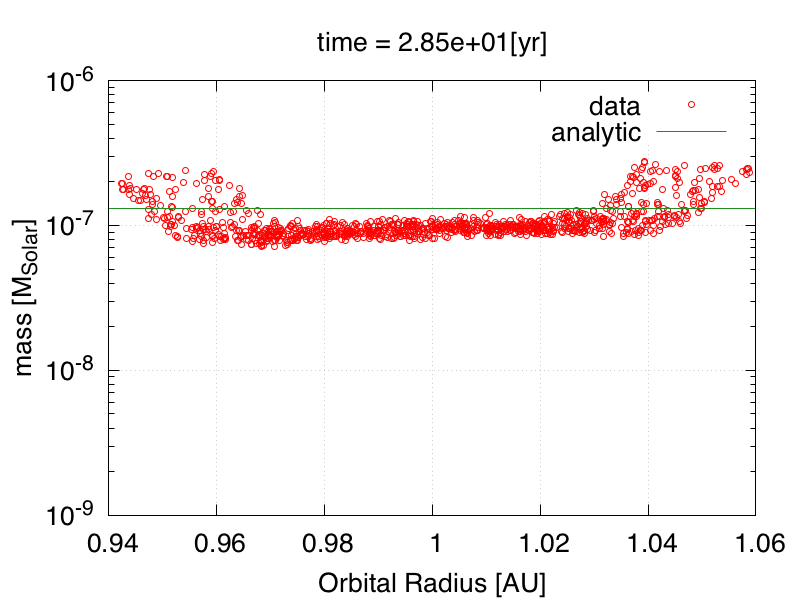 time = 2.85e+01[yr]
10-6
data
analytic
10-7
mass [MSolar]
10-8
10-9
0.94 0.96 0.98 1 1.02 1.04 1.06
Orbital Radius [AU]